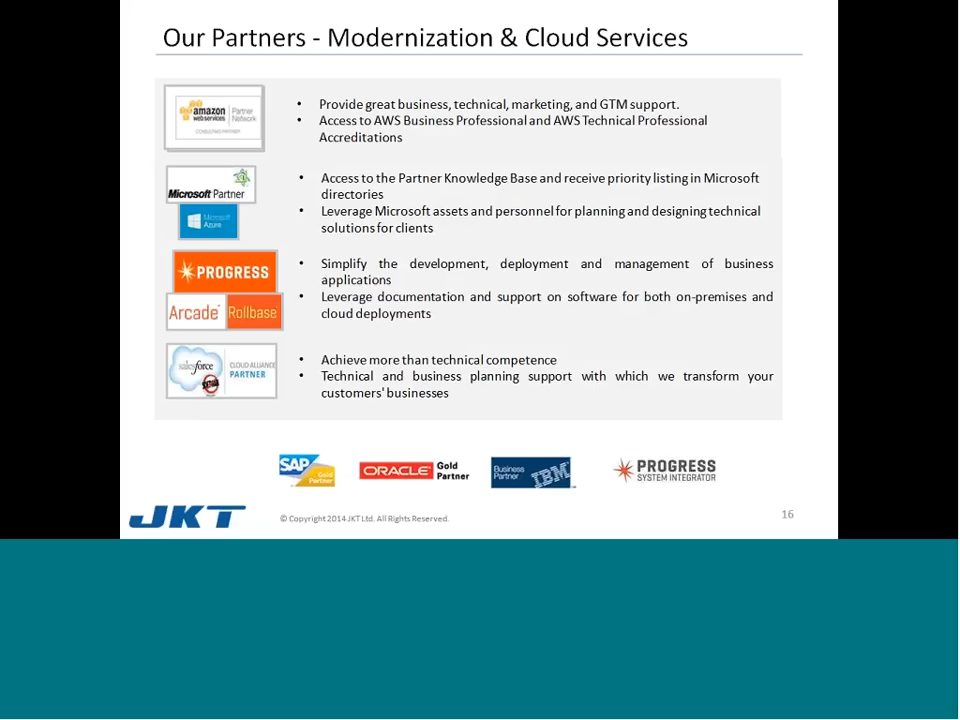 Our Partners - Modernization & Cloud Services
amazon
webservices
Partner
Network
CONSULTING PARTNER
• Provide great business, technical, marketing, and GTM support.
• Access to AWS Business Professional and AWS Technical Professional
Accreditations
Microsoft Partner
Microsoft
Azure
• Access to the Partner Knowledge Base and receive priority listing in Microsoft
directories
• Leverage Microsoft assets and personnel for planning and designing technical
solutions for clients
PROGRESS
Arcade
Rollbase
• Simplify the development, deployment and management of business
applications
• Leverage documentation and support on software for both on-premises and
cloud deployments
salesforce
CLOUD ALLIANCE
PARTNER
• Achieve more than technical competence
• Technical and business planning support with which we transform your
customers' businesses
SAP
Gold
Partner
ORACLE
Gold
Partner
Business
Partner
IBM
PROGRESS
SYSTEM INTEGRATOR
JKT
© Copyright 2014 JKT Ltd. All Rights Reserved.
16